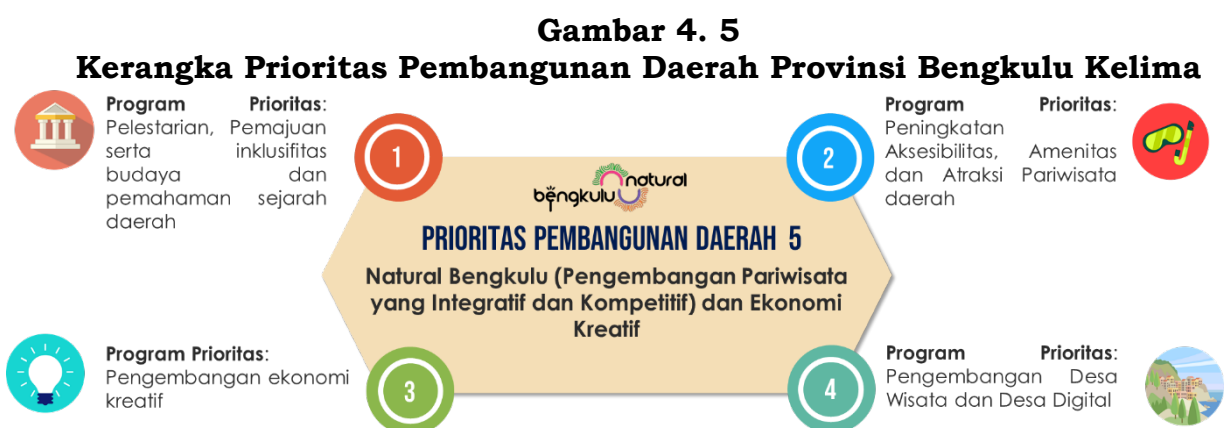 Gambar 4. 5
Kerangka Prioritas Pembangunan Daerah Provinsi Bengkulu Kelima
Program Prioritas:
Pelestarian, Pemajuan
serta inklusifitas
budaya dan
pemahaman sejarah
daerah
1
2
Program Prioritas:
Peningkatan
Aksesibilitas, Amenitas
dan Atraksi Pariwisata
daerah
natural
bĕngkulu
PRIORITAS PEMBANGUNAN DAERAH 5
Natural Bengkulu (Pengembangan Pariwisata
yang Integratif dan Kompetitif) dan Ekonomi
Kreatif
Program Prioritas:
Pengembangan ekonomi
kreatif
3
4
Program Prioritas:
Pengembangan Desa
Wisata dan Desa Digital